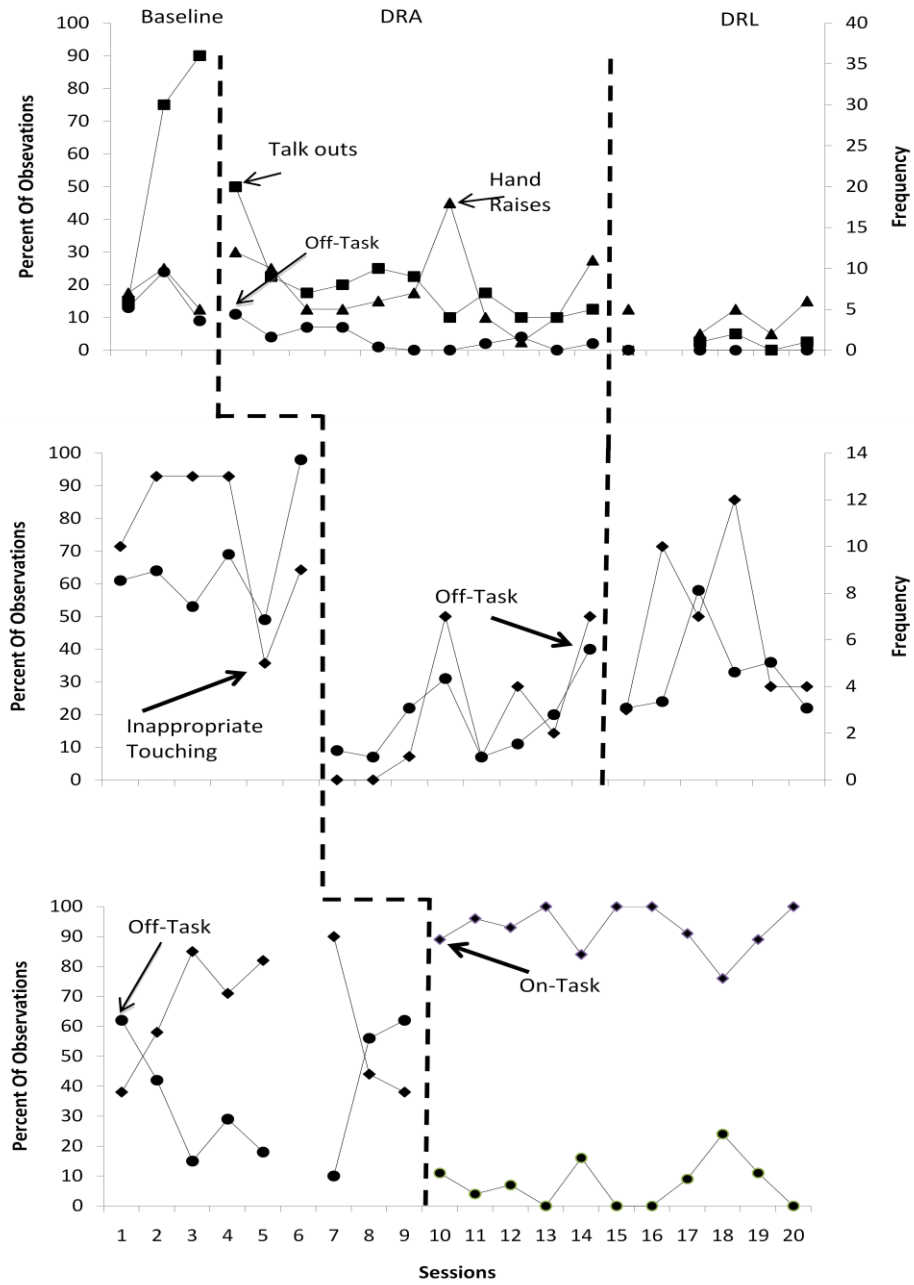 Baseline DRA DRL
Percent Of Obsevations
100
90
80
70
60
50
40
30
20
10
0
Talk outs
Off-Task
Hand
Raises
40
35
30
25
20
15
10
5
0
Frequency
Percent Of Observations
100
90
80
70
60
50
40
30
20
10
0
Inappropriate
Touching
Off-Task
14
12
10
8
6
4
2
0
Frequency
Percent Of Observations
100
90
80
70
60
50
40
30
20
10
0
Off-Task
On-Task
1 2 3 4 5 6 7 8 9 10 11 12 13 14 15 16 17 18 19 20
Sessions